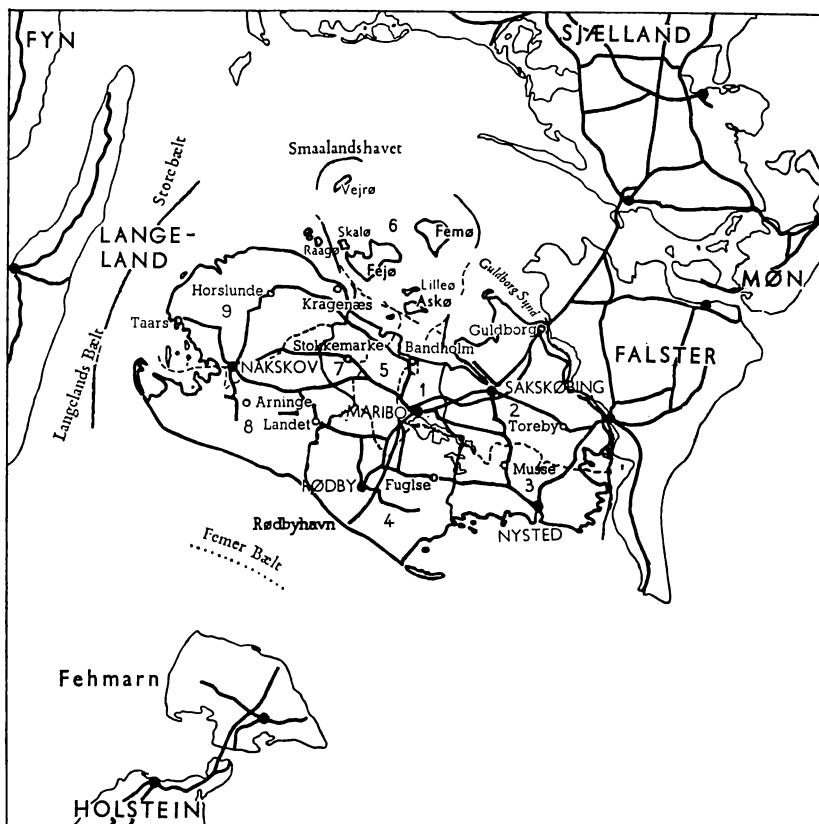 FYN
SJÆLLAND
Smaalandshavet
Storebælt
Vejrø
LANGE-
LAND
Skalø
6
Femø
Raagø
Fejø
Guldborg Sund
MØN
Horslunde
Lilleø
Kragenæs
Askø
9
Taars
Guldborg
Stokkemarke
Bandholm
FALSTER
Langelands Bælt
NAKSKOV
7
5
1
SAKSKØBING
Arninge
MARIBO
2
8
Landet
Toreby
Musse
RØDBY
Fuglse
3
Rødbyhavn
4
NYSTED
Femer Bælt
Fehmarn
HOLSTEIN